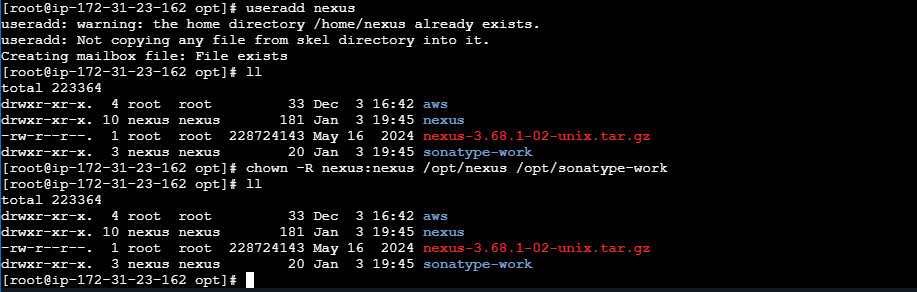 [root@ip-172-31-23-162 opt]# useradd nexus
useradd: warning: the home directory /home/nexus already exists.
useradd: Not copying any file from skel directory into it.
Creating mailbox file: File exists
[root@ip-172-31-23-162 opt]# ll
total 223364
drwxr-xr-x.  4 root  root         33 Dec  3 16:42 aws
drwxr-xr-x. 10 nexus nexus       181 Jan  3 19:45 nexus
-rw-r--r--.  1 root  root  228724143 May 16  2024 nexus-3.68.1-02-unix.tar.gz
drwxr-xr-x.  3 nexus nexus        20 Jan  3 19:45 sonatype-work
[root@ip-172-31-23-162 opt]# chown -R nexus:nexus /opt/nexus /opt/sonatype-work
[root@ip-172-31-23-162 opt]# ll
total 223364
drwxr-xr-x.  4 root  root         33 Dec  3 16:42 aws
drwxr-xr-x. 10 nexus nexus       181 Jan  3 19:45 nexus
-rw-r--r--.  1 root  root  228724143 May 16  2024 nexus-3.68.1-02-unix.tar.gz
drwxr-xr-x.  3 nexus nexus        20 Jan  3 19:45 sonatype-work
[root@ip-172-31-23-162 opt]#